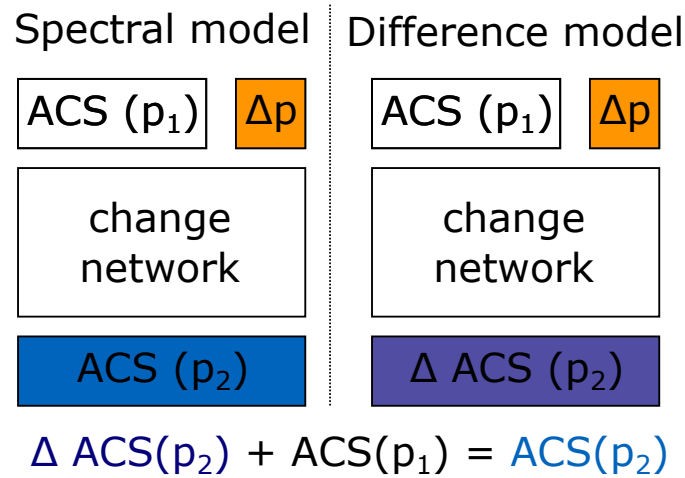 Spectral model
Difference model
ACS (p₁)
Δp
ACS (p₁)
Δp
change
network
change
network
ACS (p₂)
Δ ACS (p₂)
Δ ACS(p₂) + ACS(p₁) = ACS(p₂)